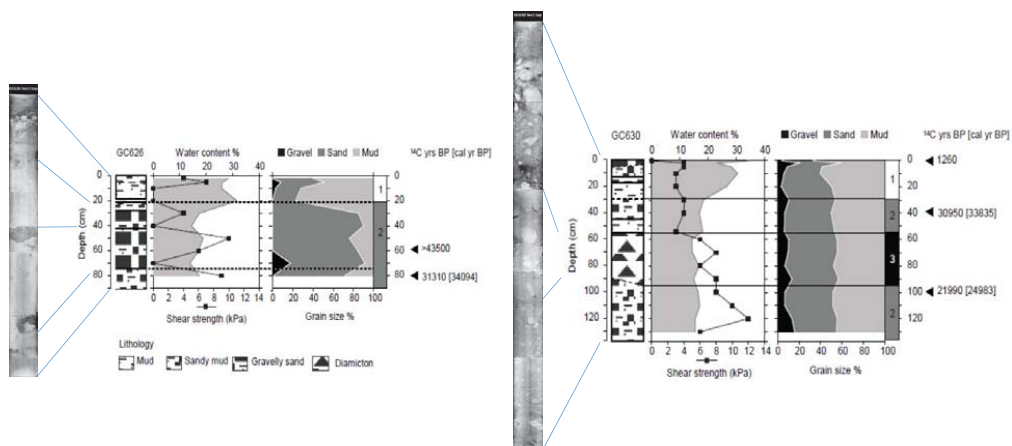 GC626
Water content %
Gravel Sand Mud
¹⁴C yrs BP [cal yr BP]
0 10 20 30 40
Depth (cm)
0
20
40
60
80
0
20
40
60
80
1
2
>43500
31310 [34094]
0 2 4 6 8 10 12 14
0 20 40 60 80 100
Shear strength (kPa)
Grain size %
Lithology
Mud Sandy mud Gravelly sand Diamicton
GC630
Water content %
Gravel Sand Mud
¹⁴C yrs BP [cal yr BP]
0 10 20 30 40
Depth (cm)
0
20
40
60
80
100
120
0
20
40
60
80
100
120
1
2
3
2
1260
30950 [33835]
21990 [24983]
0 2 4 6 8 10 12 14
0 20 40 60 80 100
Shear strength (kPa)
Grain size %